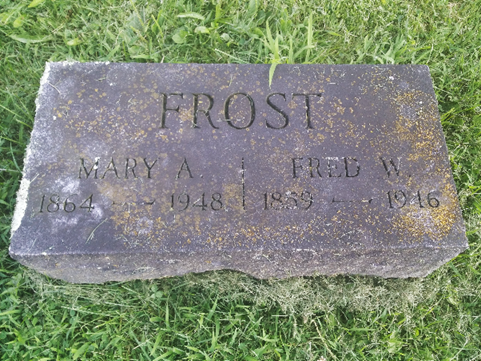 FROST
MARY A. FRED W.
1864 - - 1948 1859 - - 1946